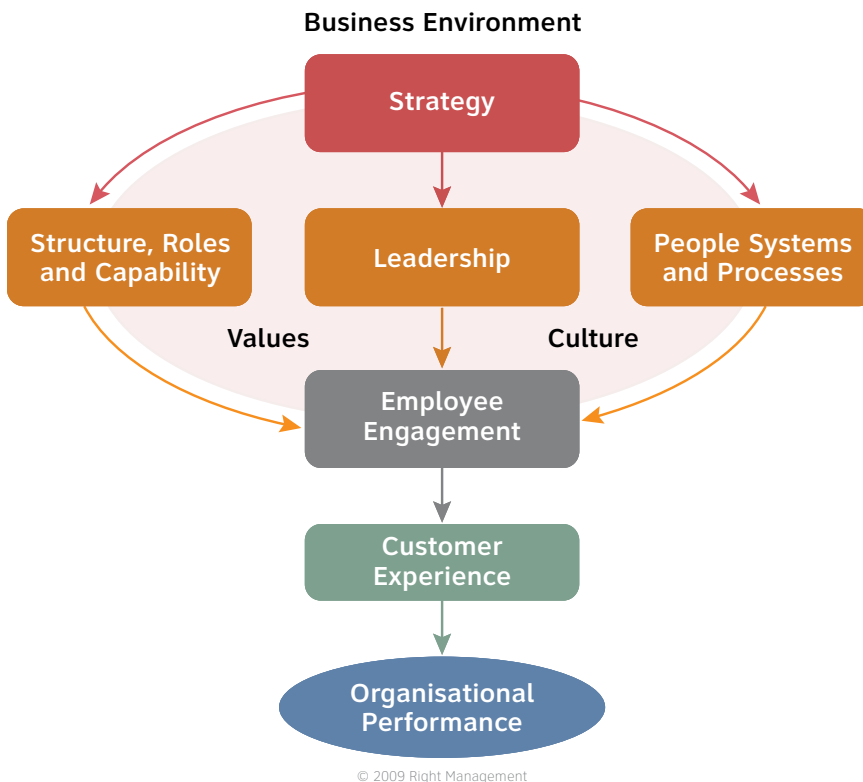 Business Environment
Strategy
Structure, Roles
and Capability
Leadership
People Systems
and Processes
Values
Culture
Employee
Engagement
Customer
Experience
Organisational
Performance
© 2009 Right Management